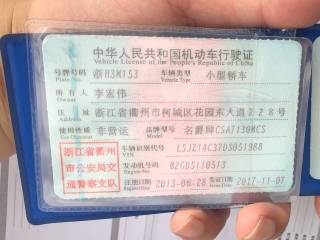 中华人民共和国机动车行驶证
Vehicle License of the People's Republic of China
号牌号码 浙H3M153 车辆类型 小型轿车
Plate No. Vehicle Type
所有人 李宏伟
Owner
住址 浙江省衢州市柯城区花园东大道228号
Address
使用性质 非营运 品牌型号 名爵牌CSA7130MCS
Use Character Model
浙江省衢州市公安局交通警察支队
车辆识别代号 LSJZ14C37DS051988
VIN
发动机号码 B2GD5110513
Engine No.
注册日期 2013-06-28 发证日期 2017-11-07
Register Date Issue Date